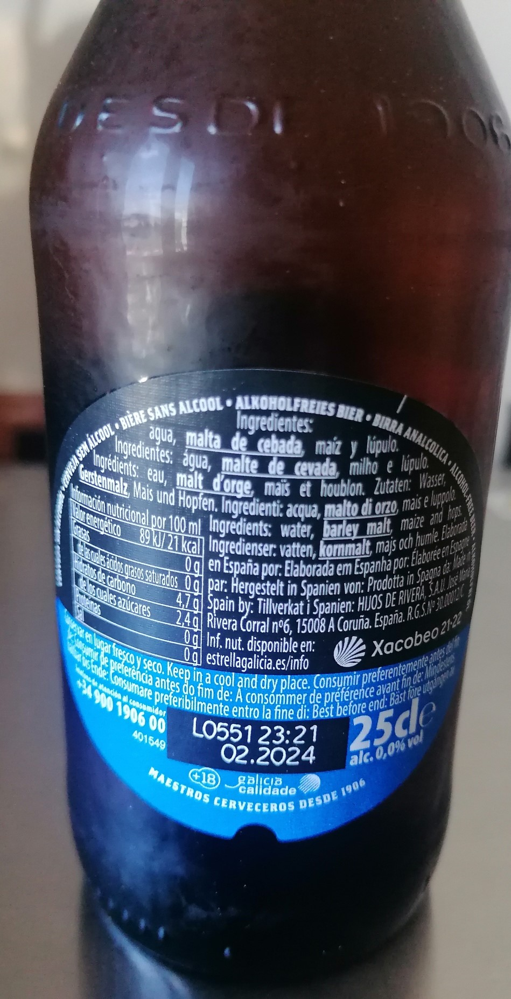 DESDE 1906
CERVEJA SEM ÁLCOOL • BIÈRE SANS ALCOOL • ALKOHOLFREIES BIER • BIRRA ANALCOLICA • ALCOHOL-FREE BEER
Ingredientes:
agua, malta de cebada, maíz y lúpulo.
Ingredientes: água, malte de cevada, milho e lúpulo.
Ingrédients: eau, malt d'orge, maïs et houblon. Zutaten: Wasser,
Gerstenmalz, Mais und Hopfen. Ingredienti: acqua, malto di orzo, mais e luppolo.
Ingredients: water, barley malt, maize and hops.
Ingredienser: vatten, kornmalt, majs och humle. Elaborada
en España por: Elaborada em Espanha por: Élaborée en Espagne
par: Hergestelt in Spanien von: Prodotta in Spagna da: Made in
Spain by: Tillverkat i Spanien: HIJOS DE RIVERA, S.A.U. José María
Rivera Corral nº6, 15008 A Coruña. España. R.G.S. Nº 30.00012/C
Inf. nut. disponible en:
estrellagalicia.es/info
Xacobeo 21·22
Información nutricional por 100 ml
Valor energético 89 kJ/ 21 kcal
Grasas 0 g
de las cuales ácidos grasos saturados 0 g
Hidratos de carbono 4,7 g
de los cuales azúcares 2,4 g
Proteínas 0 g
Sal 0 g
Conservar en lugar fresco y seco. Keep in a cool and dry place. Consumir preferentemente antes del fin
de: Consumir de preferência antes do fim de: À consommer de préférence avant fin de: Mindestens
haltbar bis Ende: Consumare preferibilmente entro la fine di: Best before end: Bäst före utgången av
Teléfono de atención al consumidor
+34 900 1906 00
401549
LO551 23:21
02.2024
25cl e
alc. 0,0% vol
+18
galicia
calidade
MAESTROS CERVECEROS DESDE 1906